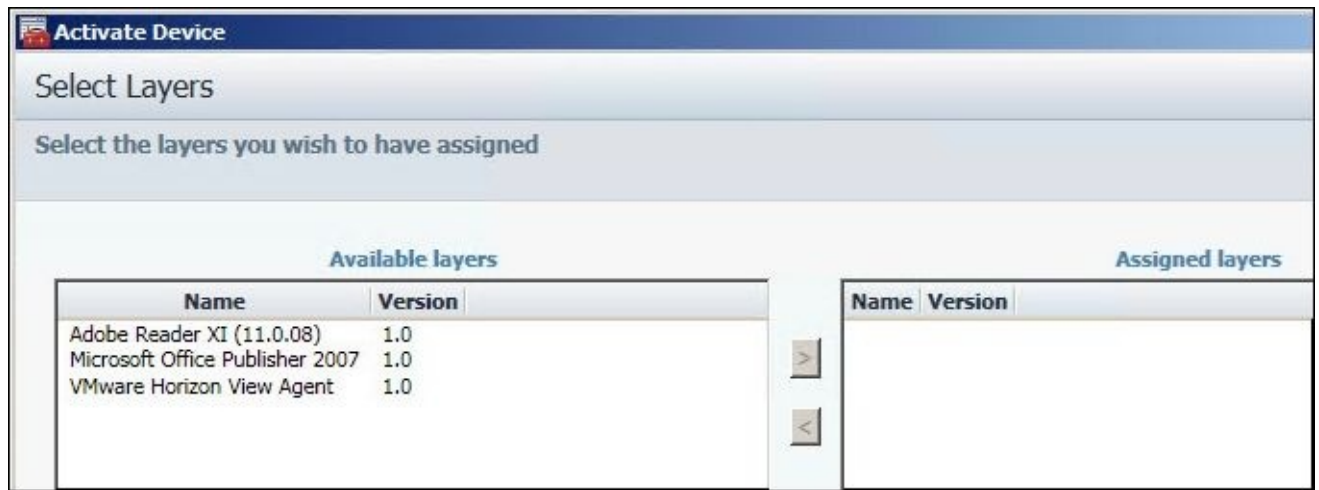 Activate Device
Select Layers
Select the layers you wish to have assigned
Available layers
Assigned layers
Name Version
Name Version
Adobe Reader XI (11.0.08) 1.0
Microsoft Office Publisher 2007 1.0
VMware Horizon View Agent 1.0
>
<